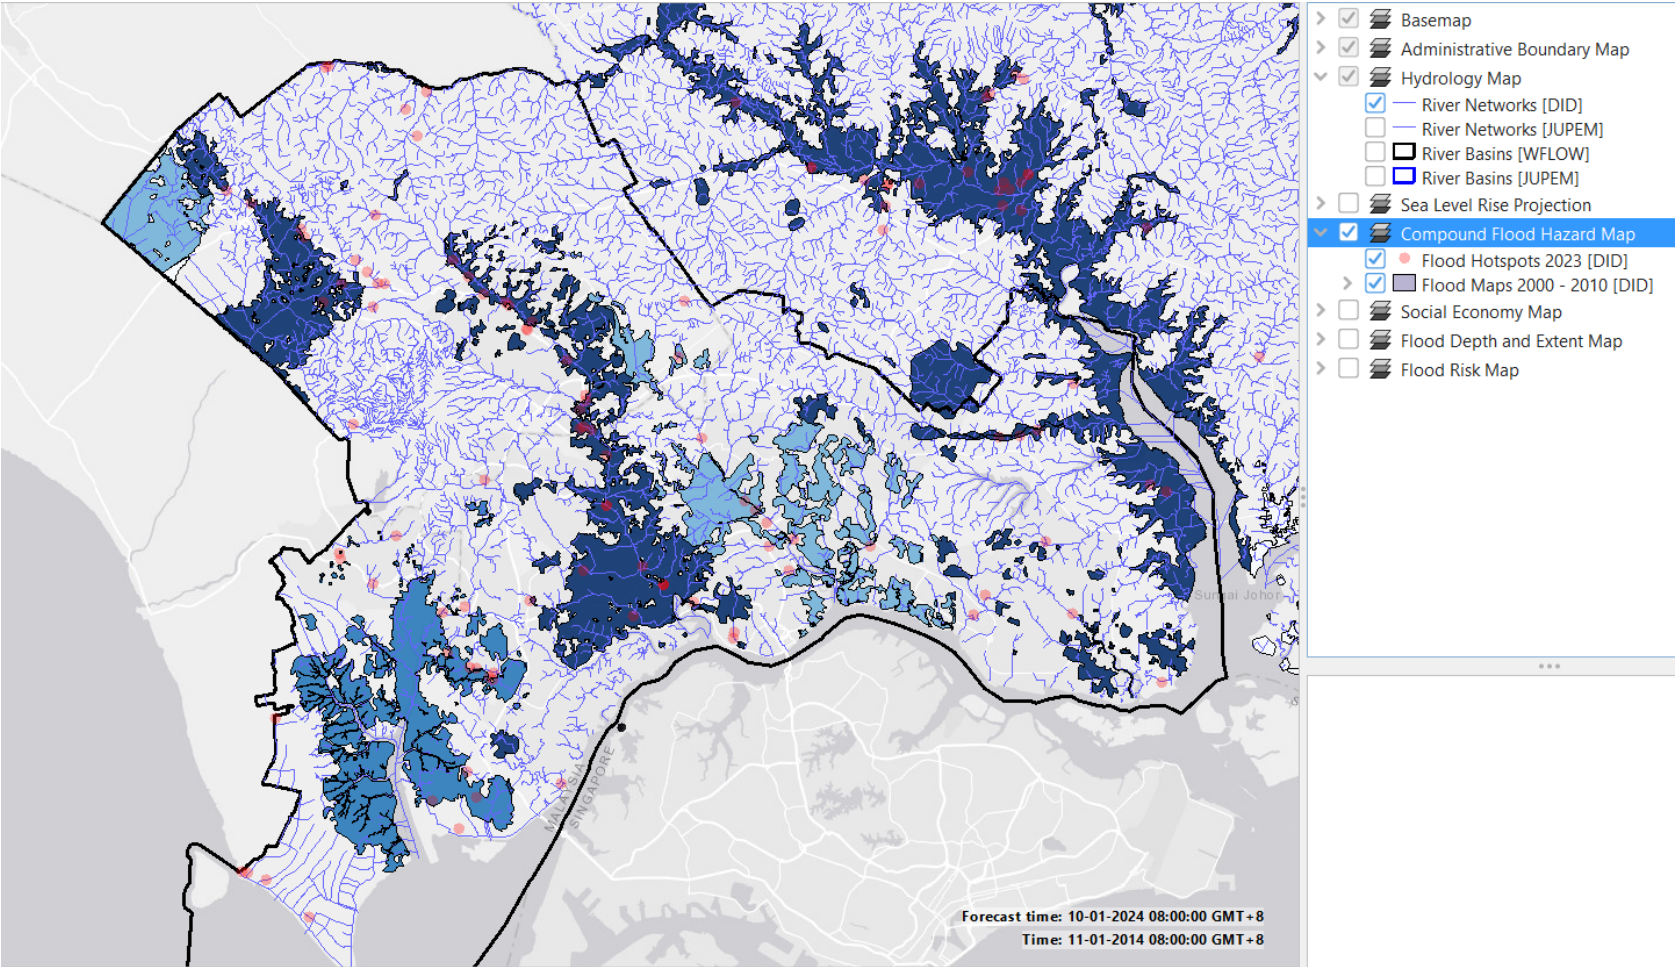 Basemap
Administrative Boundary Map
Hydrology Map
River Networks [DID]
River Networks [JUPEM]
River Basins [WFLOW]
River Basins [JUPEM]
Sea Level Rise Projection
Compound Flood Hazard Map
Flood Hotspots 2023 [DID]
Flood Maps 2000 - 2010 [DID]
Social Economy Map
Flood Depth and Extent Map
Flood Risk Map
Sungai Johor
MALAYSIA
SINGAPORE
Forecast time: 10-01-2024 08:00:00 GMT+8
Time: 11-01-2014 08:00:00 GMT+8